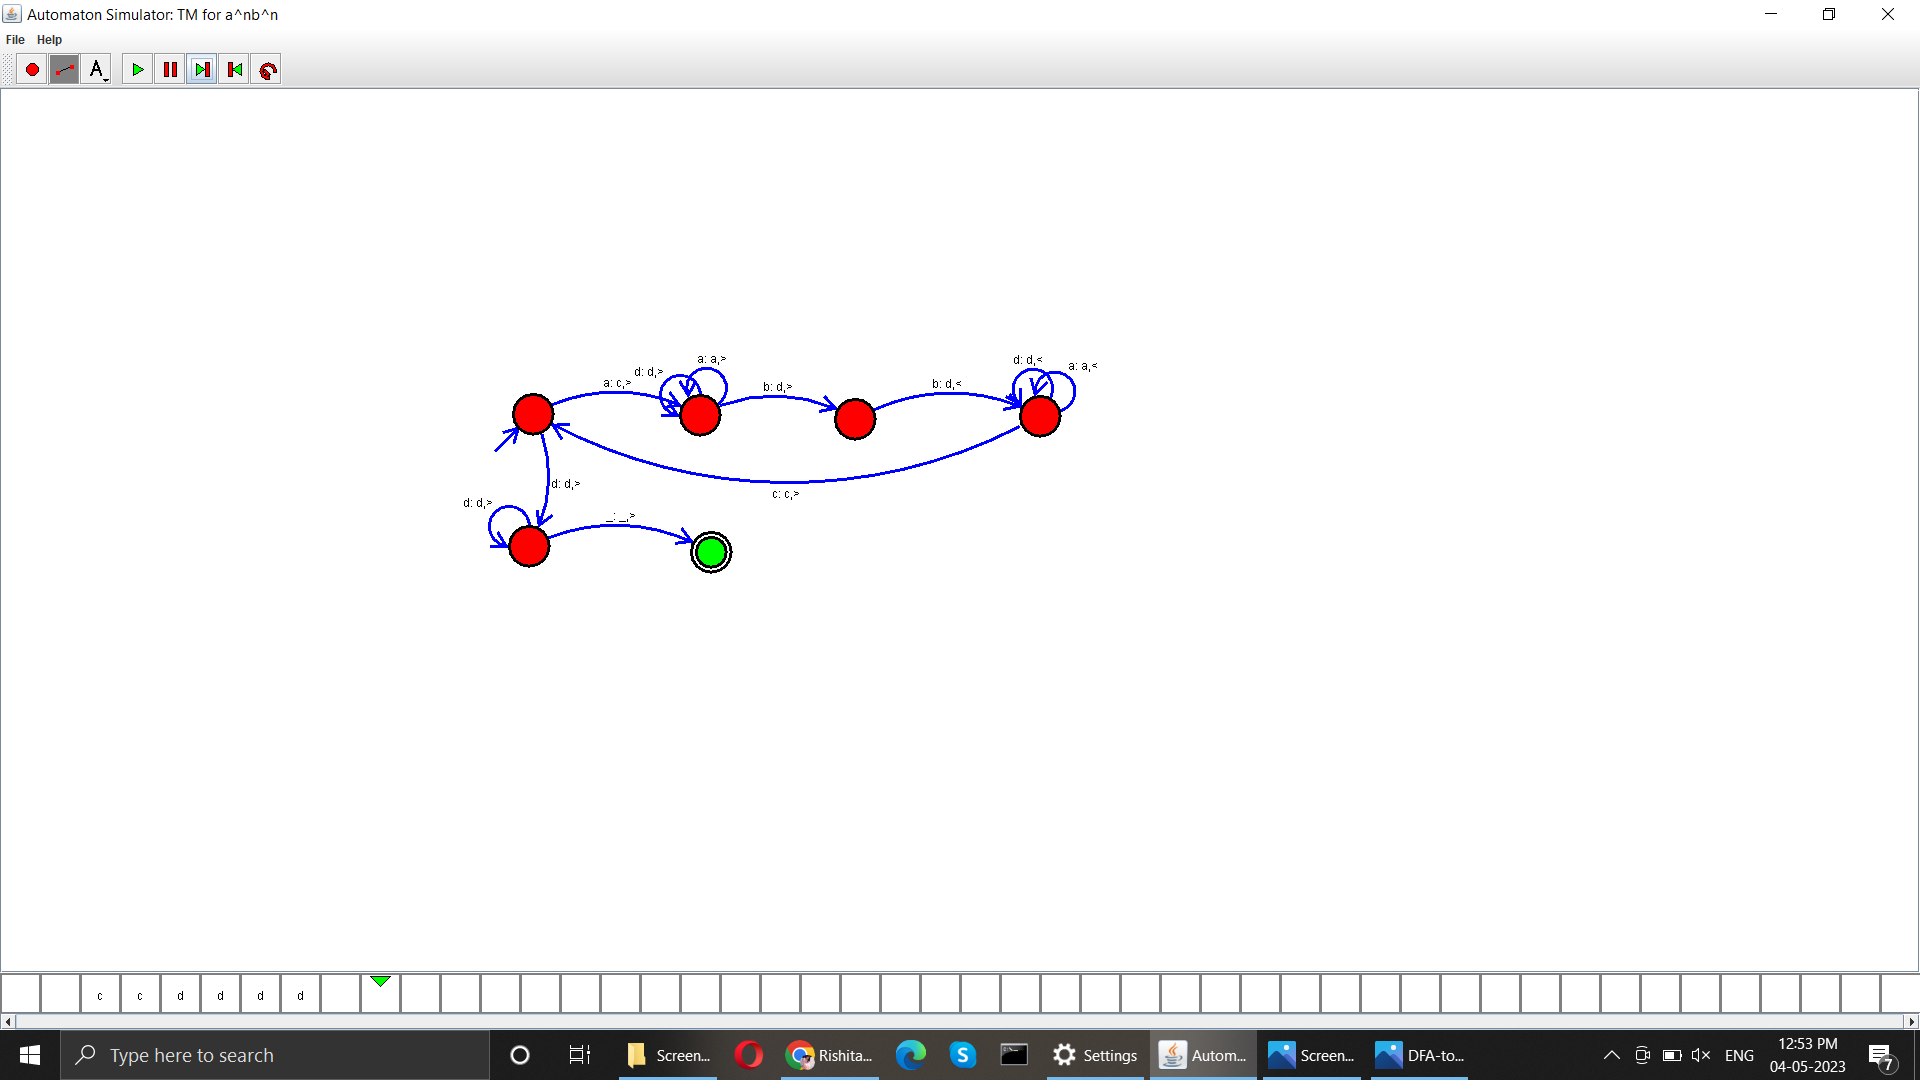 Automaton Simulator: TM for a^nb^n
File Help
A
a: a,>
d: d,<
a: a,<
d: d,>
a: c,>
b: d,>
b: d,<
d: d,>
c: c,>
d: d,>
_: _,>
c c d d d d
Type here to search
Screen...
Rishita...
Settings
Autom...
Screen...
DFA-to...
ENG
12:53 PM
04-05-2023
7